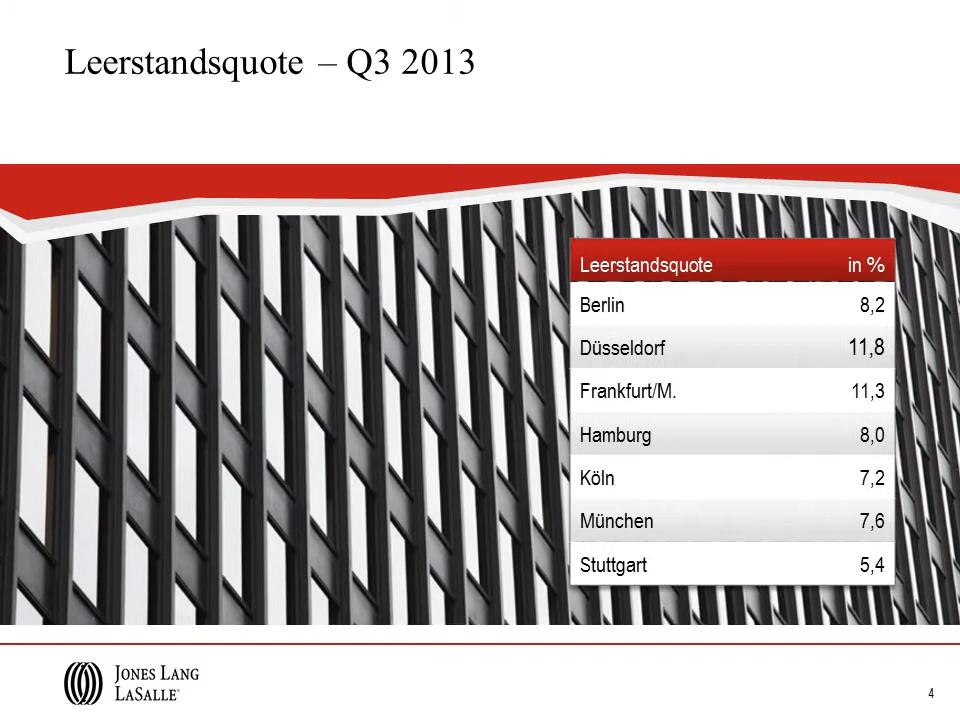 Leerstandsquote – Q3 2013
Leerstandsquote in %
Berlin 8,2
Düsseldorf 11,8
Frankfurt/M. 11,3
Hamburg 8,0
Köln 7,2
München 7,6
Stuttgart 5,4
JONES LANG
LASALLE®
4